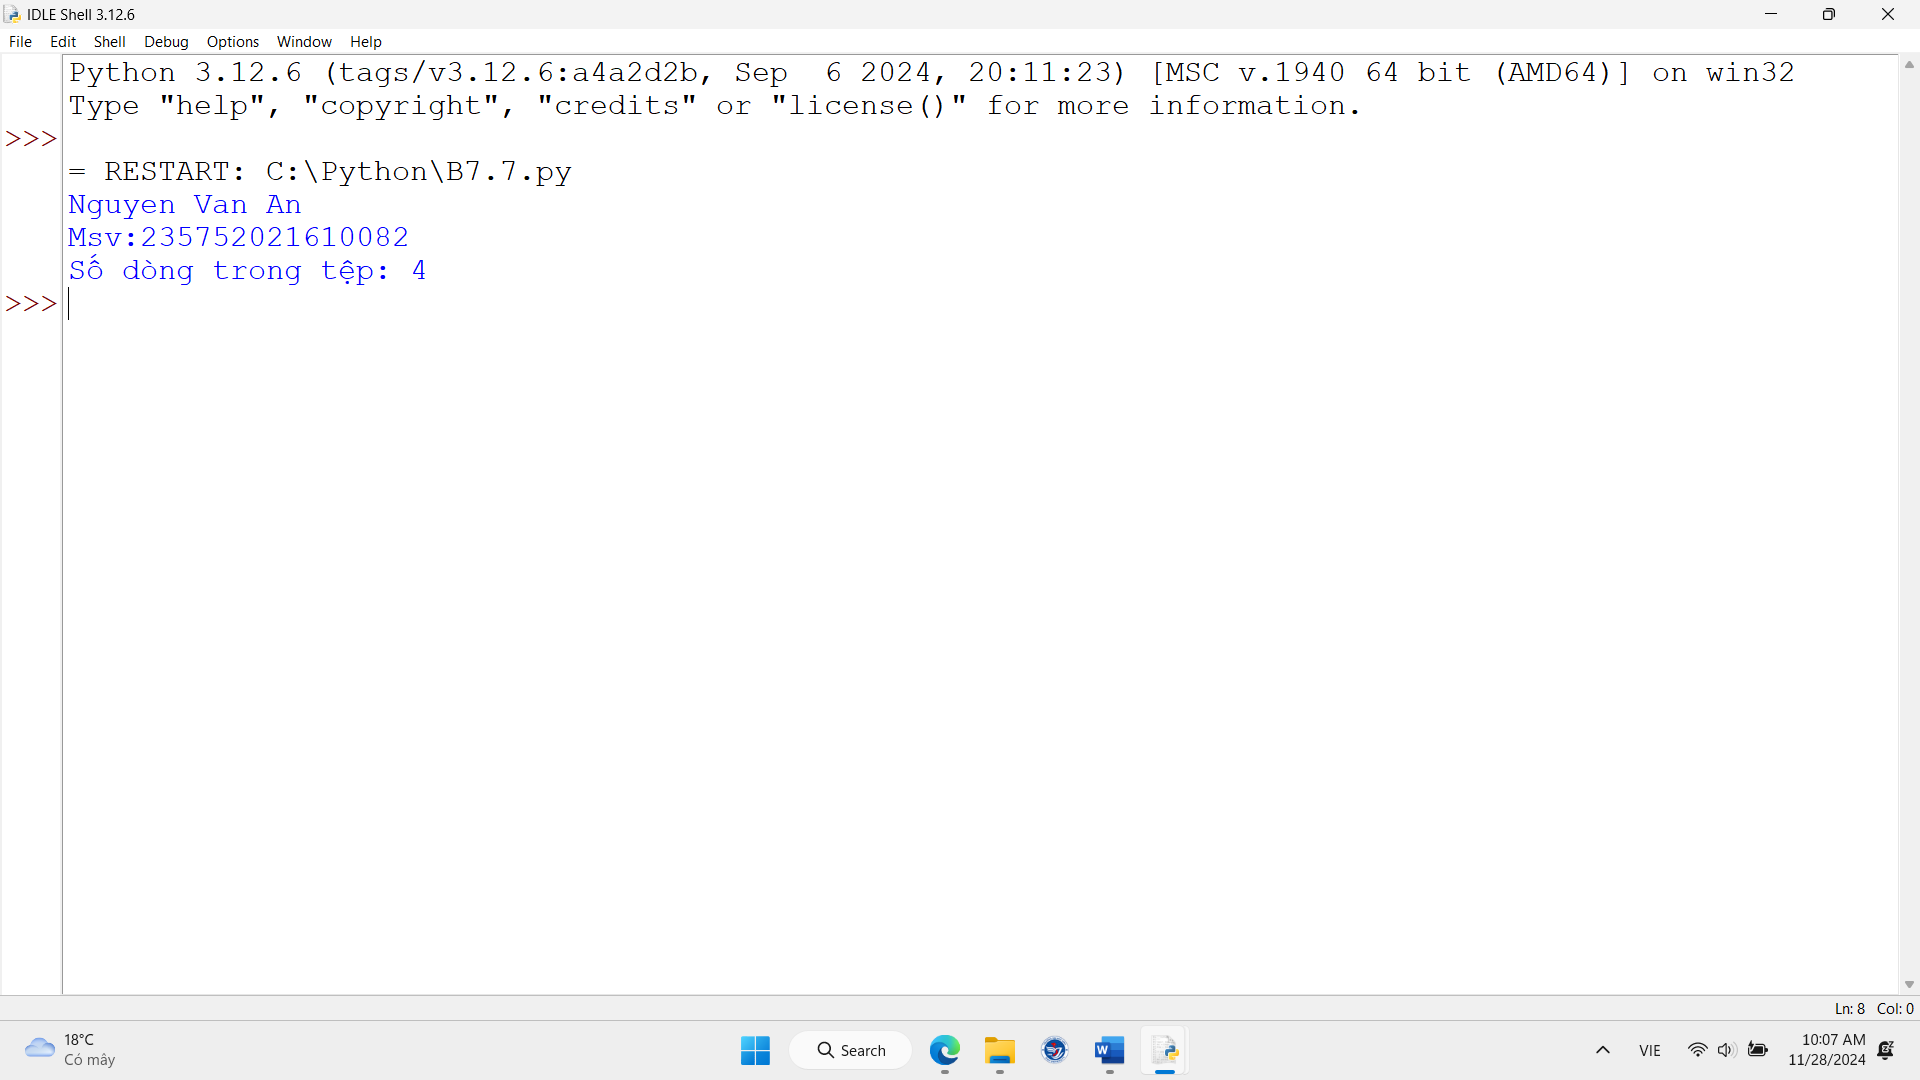 IDLE Shell 3.12.6
File Edit Shell Debug Options Window Help
Python 3.12.6 (tags/v3.12.6:a4a2d2b, Sep  6 2024, 20:11:23) [MSC v.1940 64 bit (AMD64)] on win32
Type "help", "copyright", "credits" or "license()" for more information.
>>>
= RESTART: C:\Python\B7.7.py
Nguyen Van An
Msv:235752021610082
Số dòng trong tệp: 4
>>>
Ln: 8 Col: 0
18°C
Có mây
Search
VIE
10:07 AM
11/28/2024